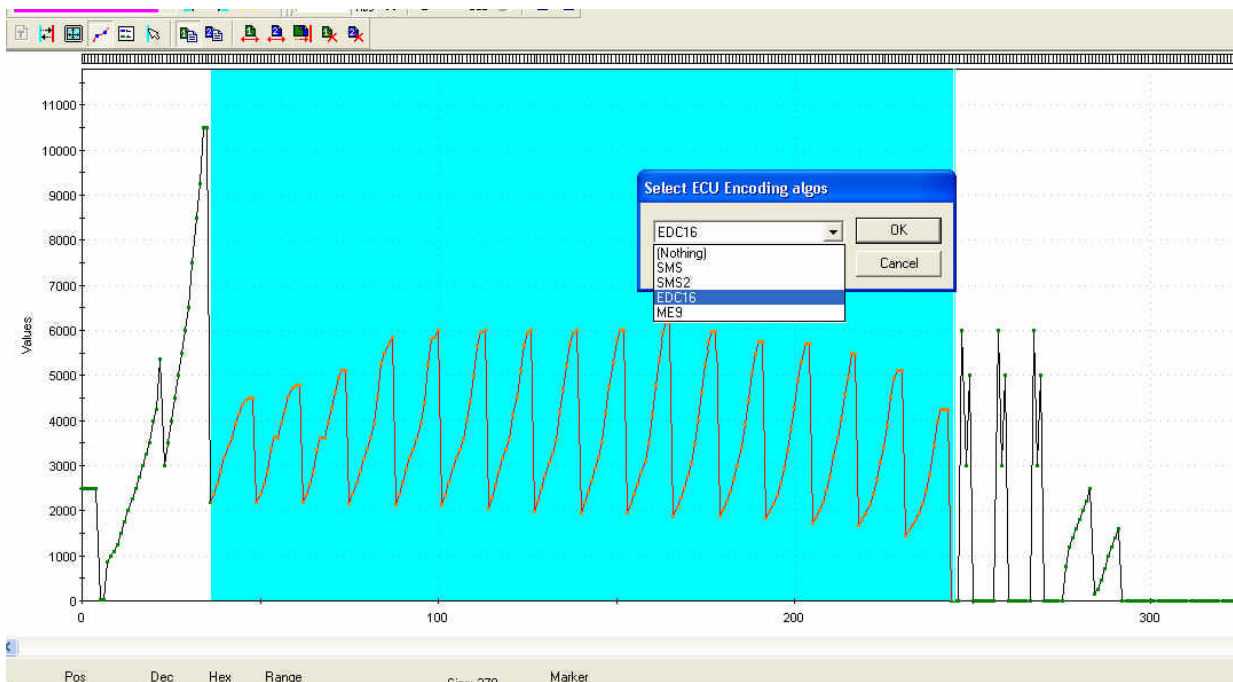 11000
10000
9000
8000
7000
6000
5000
4000
3000
2000
1000
0
Values
0 100 200 300
Select ECU Encoding algos
EDC16
OK
(Nothing)
SMS
SMS2
EDC16
ME9
Cancel
Pos Dec Hex Range Marker